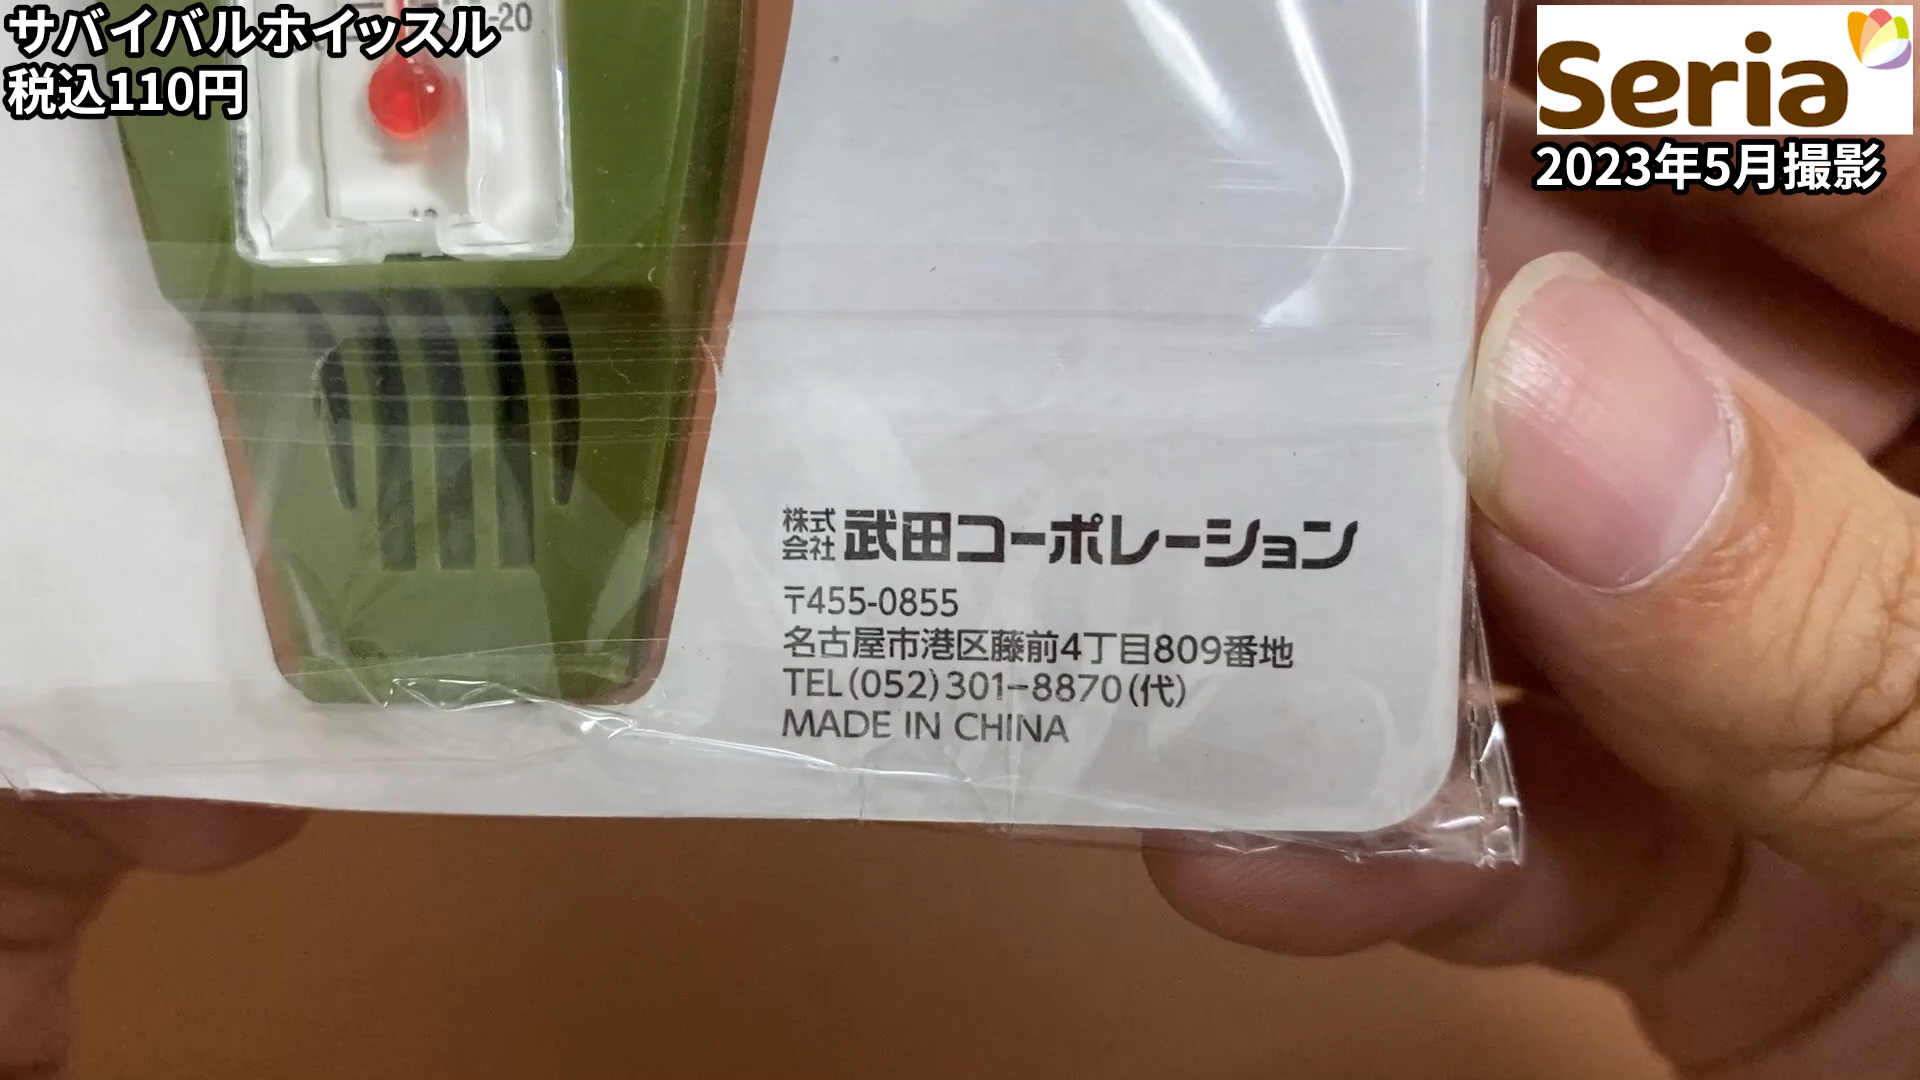 サバイバルホイッスル
税込110円
-20
Seria
2023年5月撮影
株式会社 武田コーポレーション
〒455-0855
名古屋市港区藤前4丁目809番地
TEL(052)301-8870(代)
MADE IN CHINA